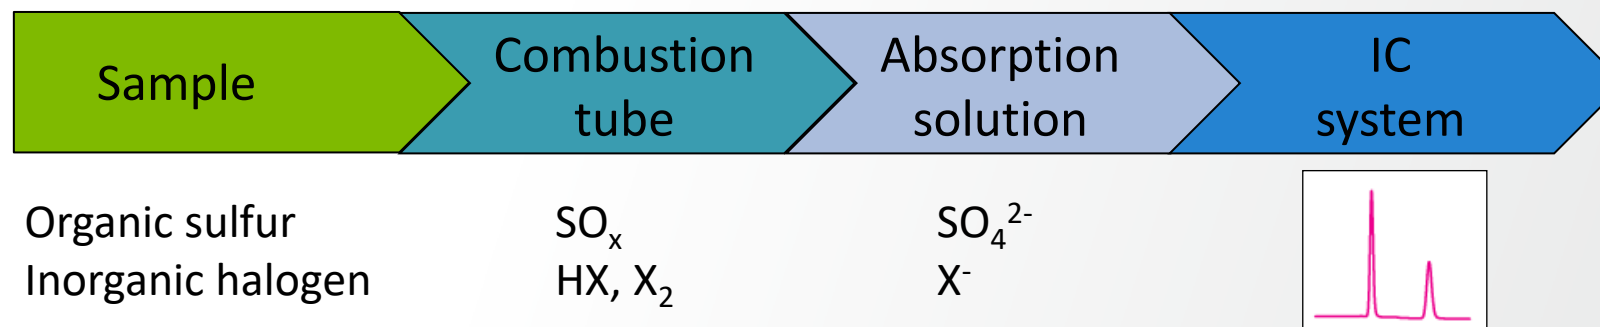 Sample
Combustion
tube
Absorption
solution
IC
system
Organic sulfur
SOₓ
SO₄²⁻
Inorganic halogen
HX, X₂
X⁻